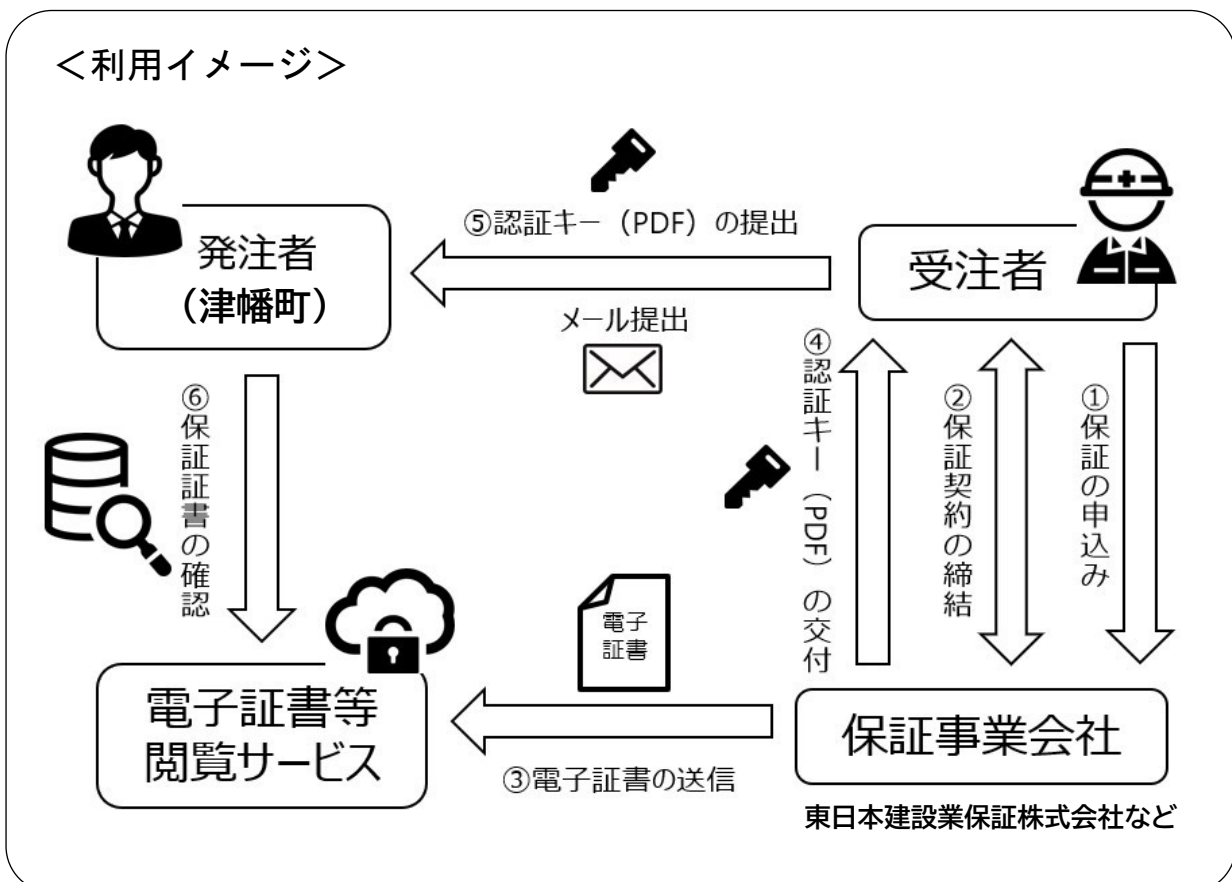 ＜利用イメージ＞
⑤認証キー（PDF）の提出
発注者
（津幡町）
受注者
メール提出
④認証キー（PDF）の交付
②保証契約の締結
①保証の申込み
⑥保証証書の確認
電子
証書
電子証書等
閲覧サービス
保証事業会社
③電子証書の送信
東日本建設業保証株式会社など